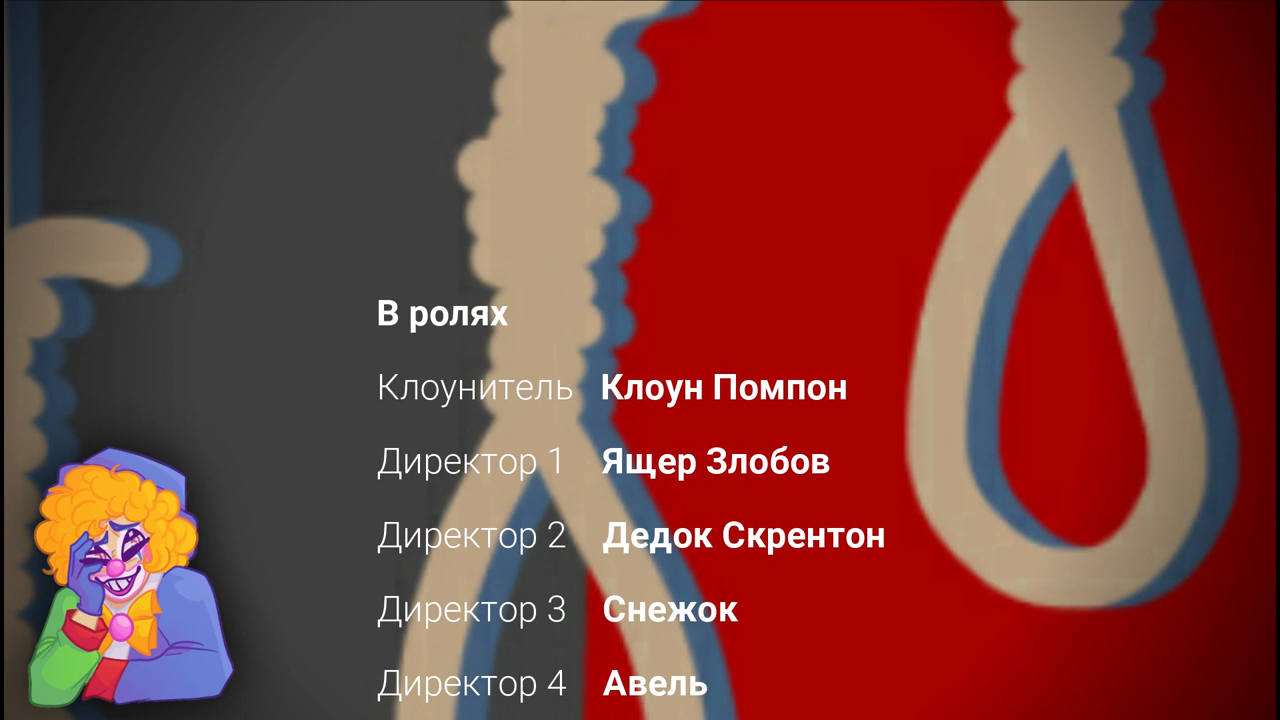 В ролях
Клоунитель Клоун Помпон
Директор 1 Ящер Злобов
Директор 2 Дедок Скрентон
Директор 3 Снежок
Директор 4 Авель